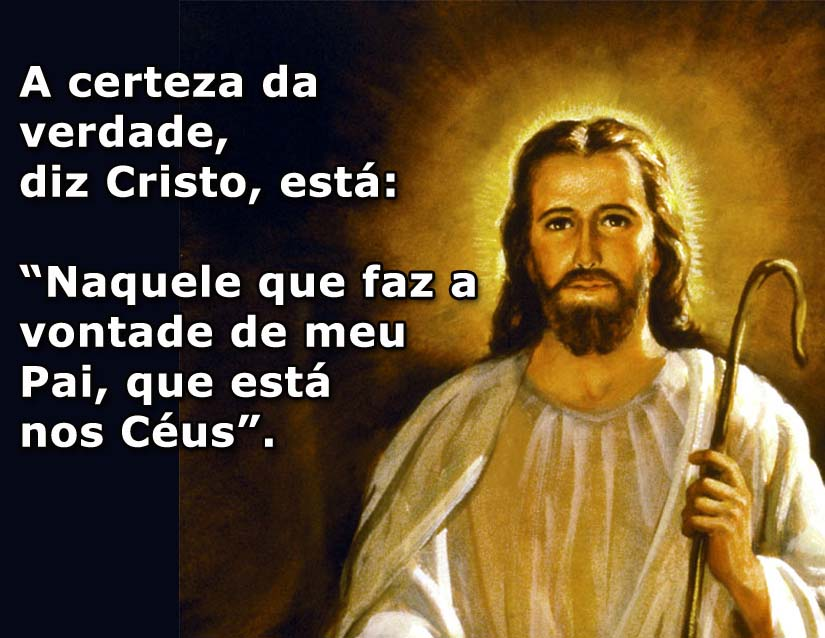 A certeza da
verdade,
diz Cristo, está:
“Naquele que faz a
vontade de meu
Pai, que está
nos Céus”.